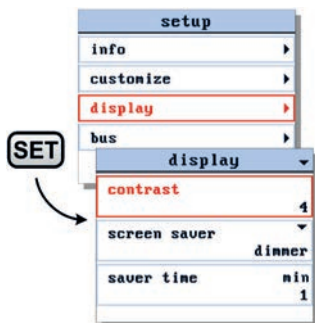 setup
info
customize
display
bus
SET
display
contrast
4
screen saver
dimmer
saver time min
1